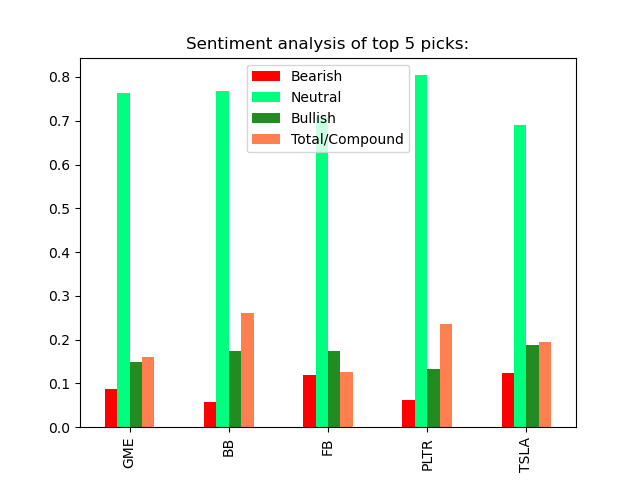 Sentiment analysis of top 5 picks:
Bearish
Neutral
Bullish
Total/Compound
0.8
0.7
0.6
0.5
0.4
0.3
0.2
0.1
0.0
GME
BB
FB
PLTR
TSLA